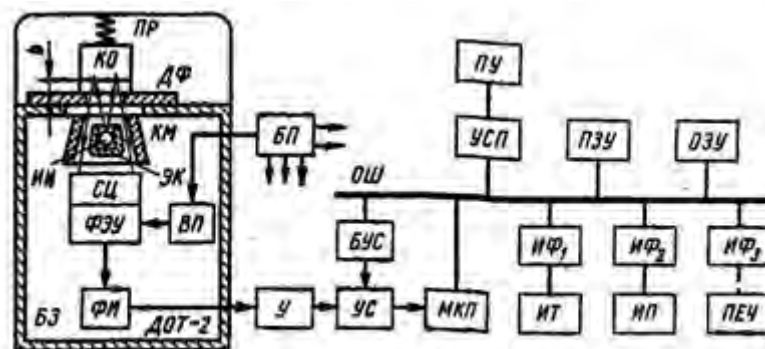 ПР
КО
b
ДФ
КМ
ИИ
ЭК
СЦ
ФЭУ
ВП
ФИ
БЗ
ДОТ-2
БП
ПУ
УСП
ПЗУ
ОЗУ
ОШ
БУС
ИФ₁
ИФ₂
ИФ₃
У
УС
МКП
ИТ
ИП
ПЕЧ